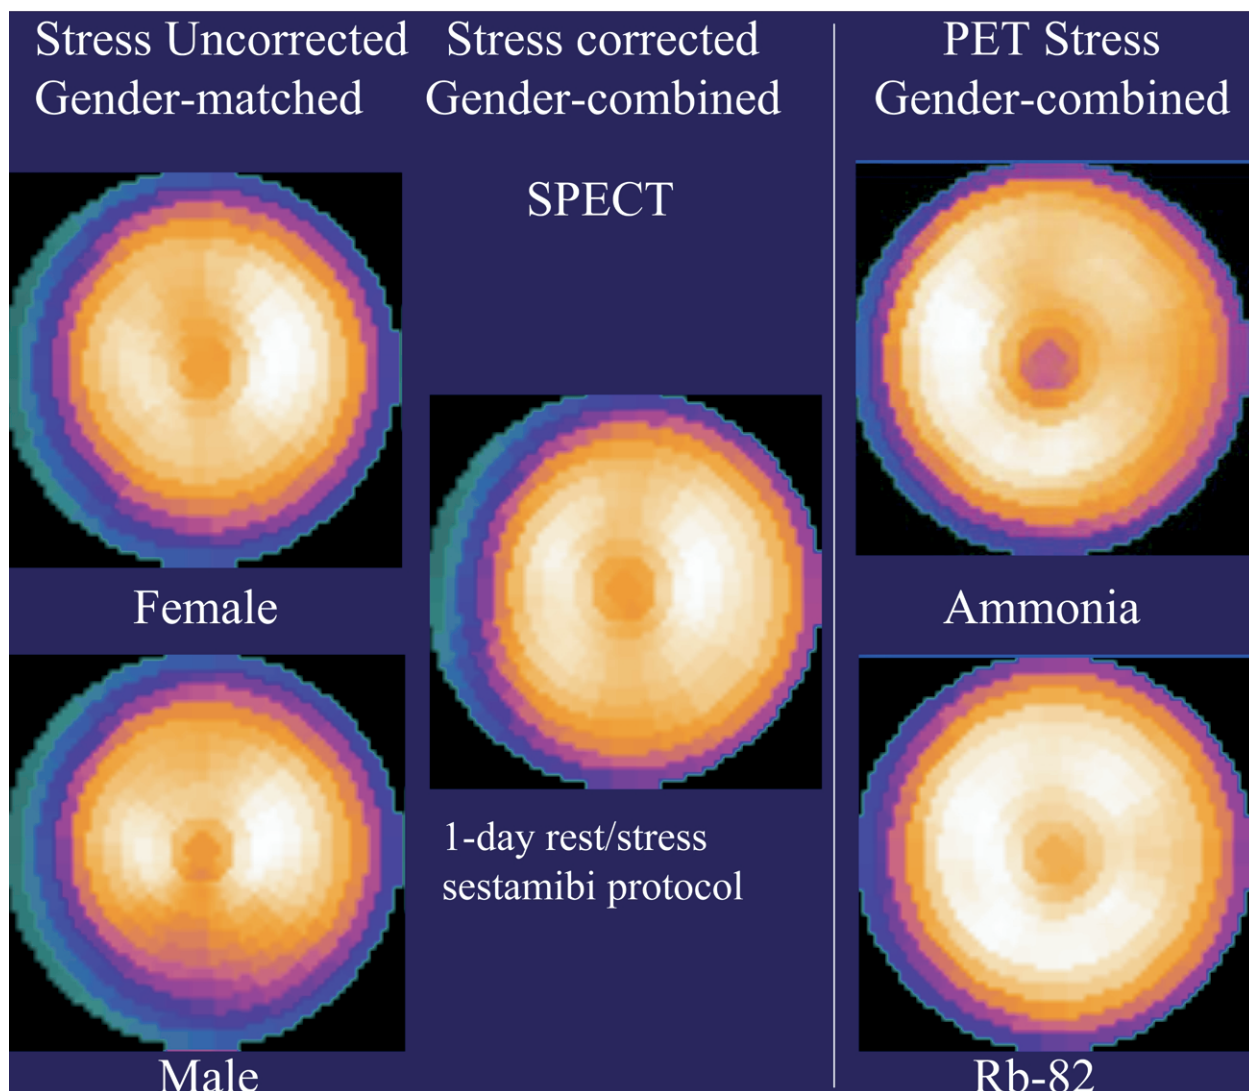 Stress Uncorrected
Gender-matched
Stress corrected
Gender-combined
PET Stress
Gender-combined
SPECT
Female
Ammonia
1-day rest/stress
sestamibi protocol
Male
Rb-82